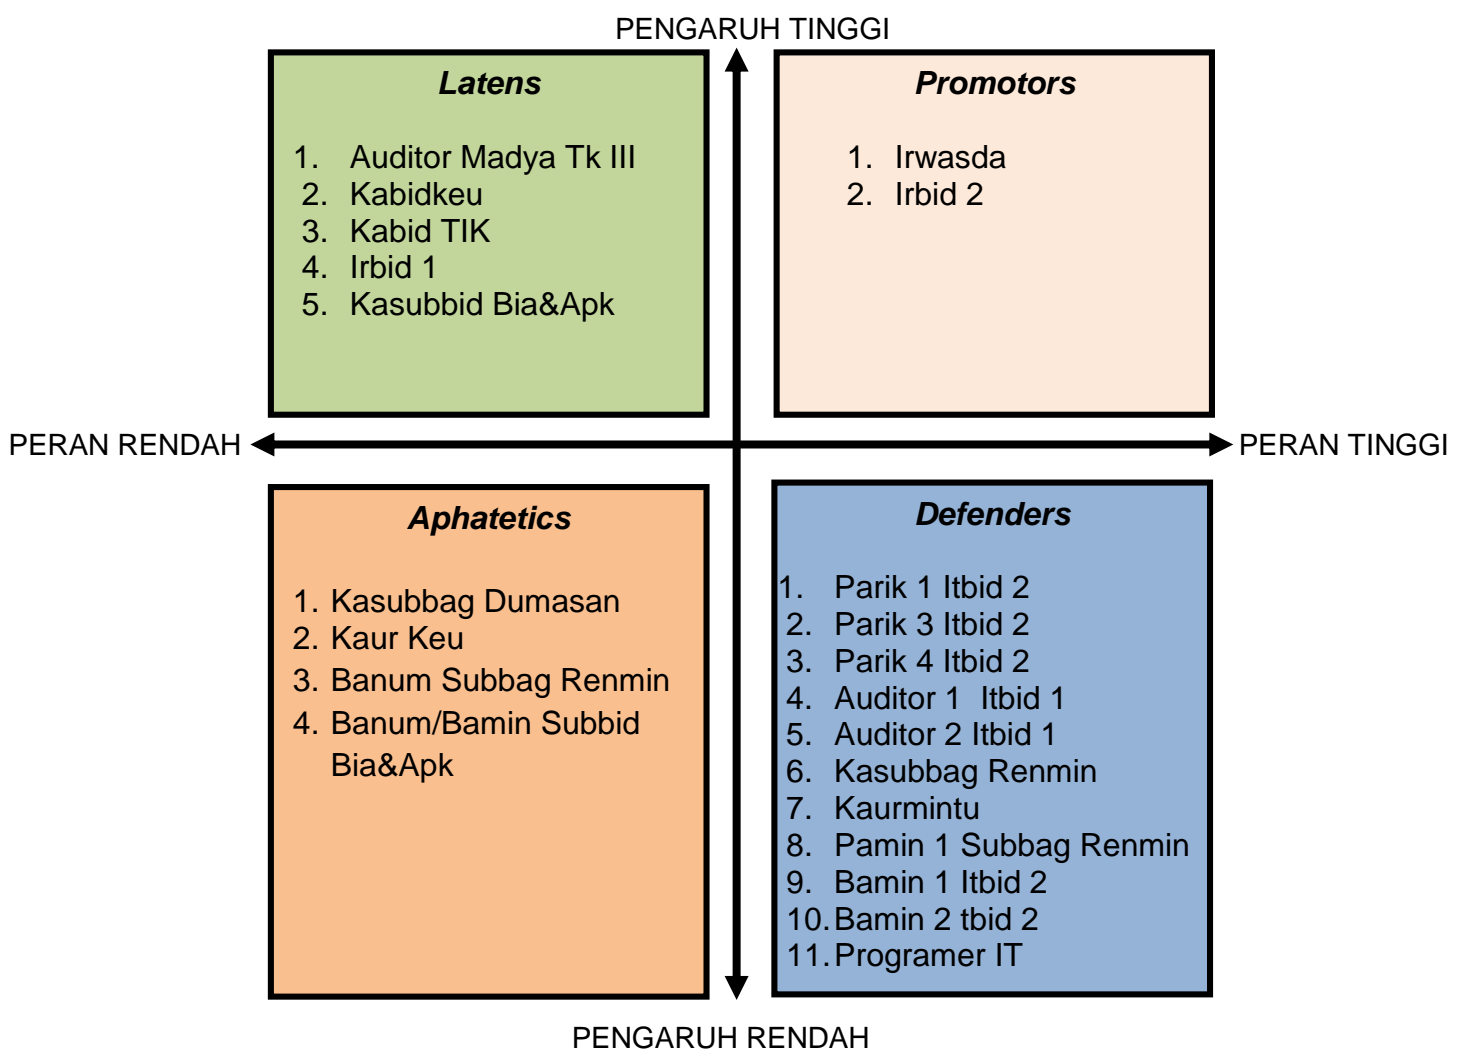 PENGARUH TINGGI
Latens
1. Auditor Madya Tk III
2. Kabidkeu
3. Kabid TIK
4. Irbid 1
5. Kasubbid Bia&Apk
Promotors
1. Irwasda
2. Irbid 2
PERAN RENDAH
PERAN TINGGI
Aphatetics
1. Kasubbag Dumasan
2. Kaur Keu
3. Banum Subbag Renmin
4. Banum/Bamin Subbid
Bia&Apk
Defenders
1. Parik 1 Itbid 2
2. Parik 3 Itbid 2
3. Parik 4 Itbid 2
4. Auditor 1 Itbid 1
5. Auditor 2 Itbid 1
6. Kasubbag Renmin
7. Kaurmintu
8. Pamin 1 Subbag Renmin
9. Bamin 1 Itbid 2
10. Bamin 2 tbid 2
11. Programer IT
PENGARUH RENDAH